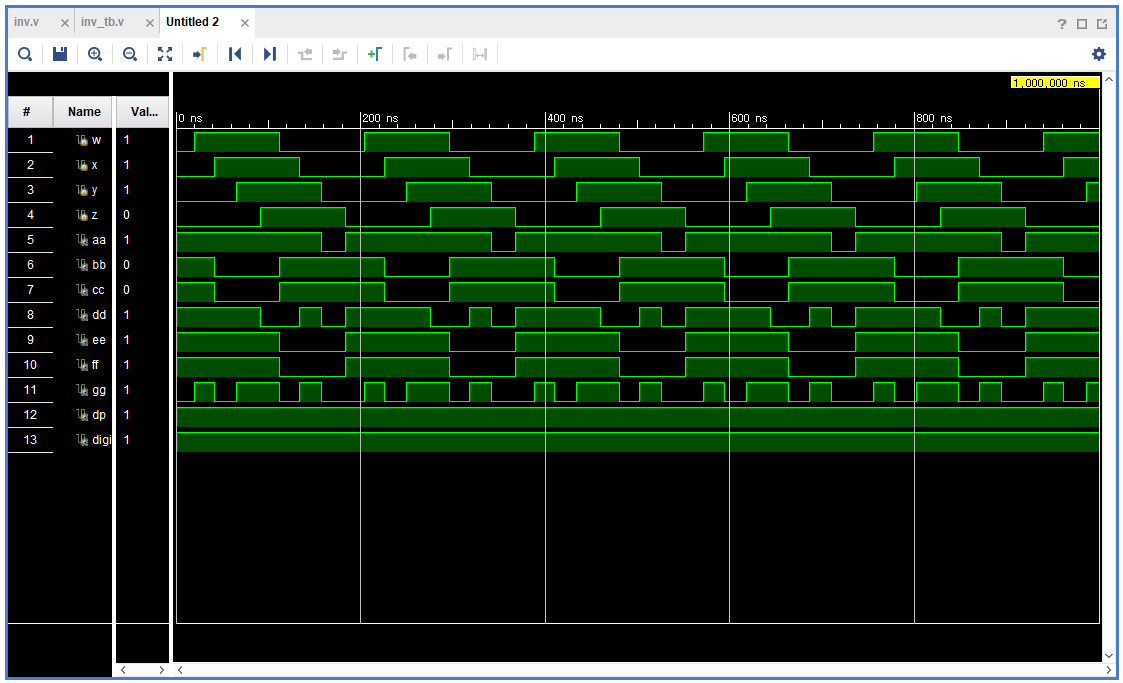 inv.v × inv_tb.v × Untitled 2 ×
?
1,000,000 ns
# Name Val...
0 ns 200 ns 400 ns 600 ns 800 ns
1 w 1
2 x 1
3 y 1
4 z 0
5 aa 1
6 bb 0
7 cc 0
8 dd 1
9 ee 1
10 ff 1
11 gg 1
12 dp 1
13 digi 1